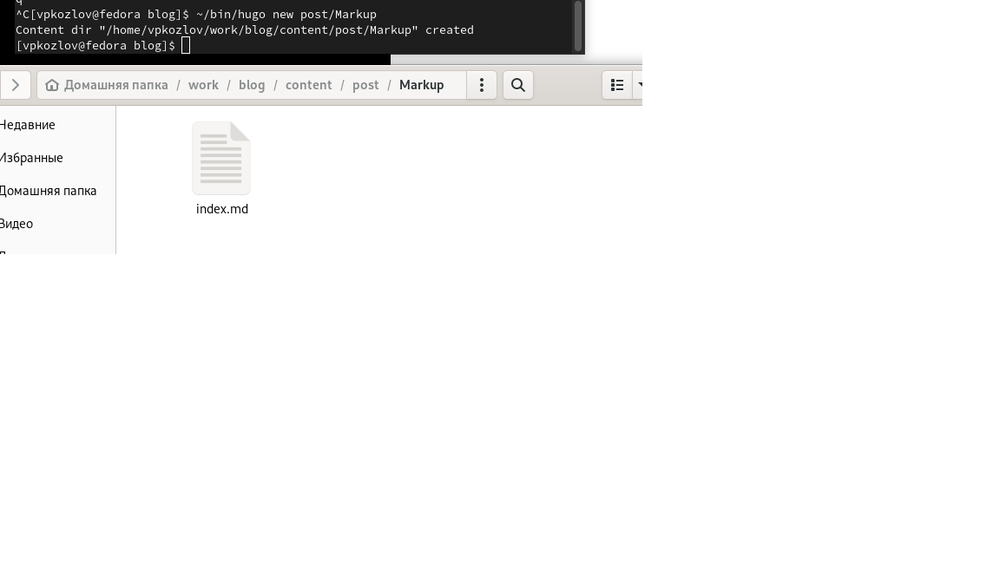 ^C[vpkozlov@fedora blog]$ ~/bin/hugo new post/Markup
Content dir "/home/vpkozlov/work/blog/content/post/Markup" created
[vpkozlov@fedora blog]$
Домашняя папка / work / blog / content / post / Markup
Недавние
Избранные
Домашняя папка
Видео
index.md